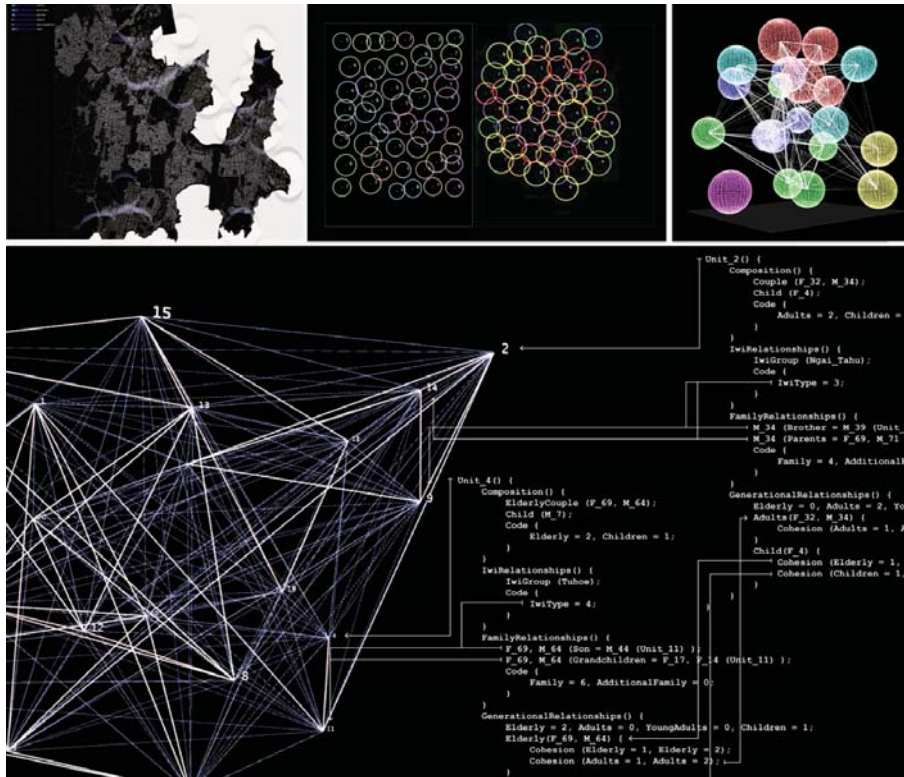 15
2
14
1
13
18
9
19
12
8
11
Unit_2() {
Composition() {
Couple (F_32, M_34);
Child (F_4);
Code {
Adults = 2, Children =
}
}
IwiRelationships() {
IwiGroup (Ngai_Tahu);
Code {
IwiType = 3;
}
}
FamilyRelationships() {
M_34 (Brother = M_39 (Unit_
M_34 (Parents = F_69, M_71
Code {
Family = 4, AdditionalF
}
}
GenerationalRelationships() {
Elderly = 0, Adults = 2, Yo
Adults(F_32, M_34) {
Cohesion (Adults = 1, A
}
Child(F_4) {
Cohesion (Elderly = 1,
Cohesion (Children = 1,
}
}
}
Unit_4() {
Composition() {
ElderlyCouple (F_69, M_64);
Child (M_7);
Code {
Elderly = 2, Children = 1;
}
}
IwiRelationships() {
IwiGroup (Tuhoe);
Code {
IwiType = 4;
}
}
FamilyRelationships() {
F_69, M_64 (Son = M_44 (Unit_11) );
F_69, M_64 (Grandchildren = F_17, F_14 (Unit_11) );
Code {
Family = 6, AdditionalFamily = 0;
}
}
GenerationalRelationships() {
Elderly = 2, Adults = 0, YoungAdults = 0, Children = 1;
Elderly(F_69, M_64) {
Cohesion (Elderly = 1, Elderly = 2);
Cohesion (Adults = 1, Adults = 2);
}